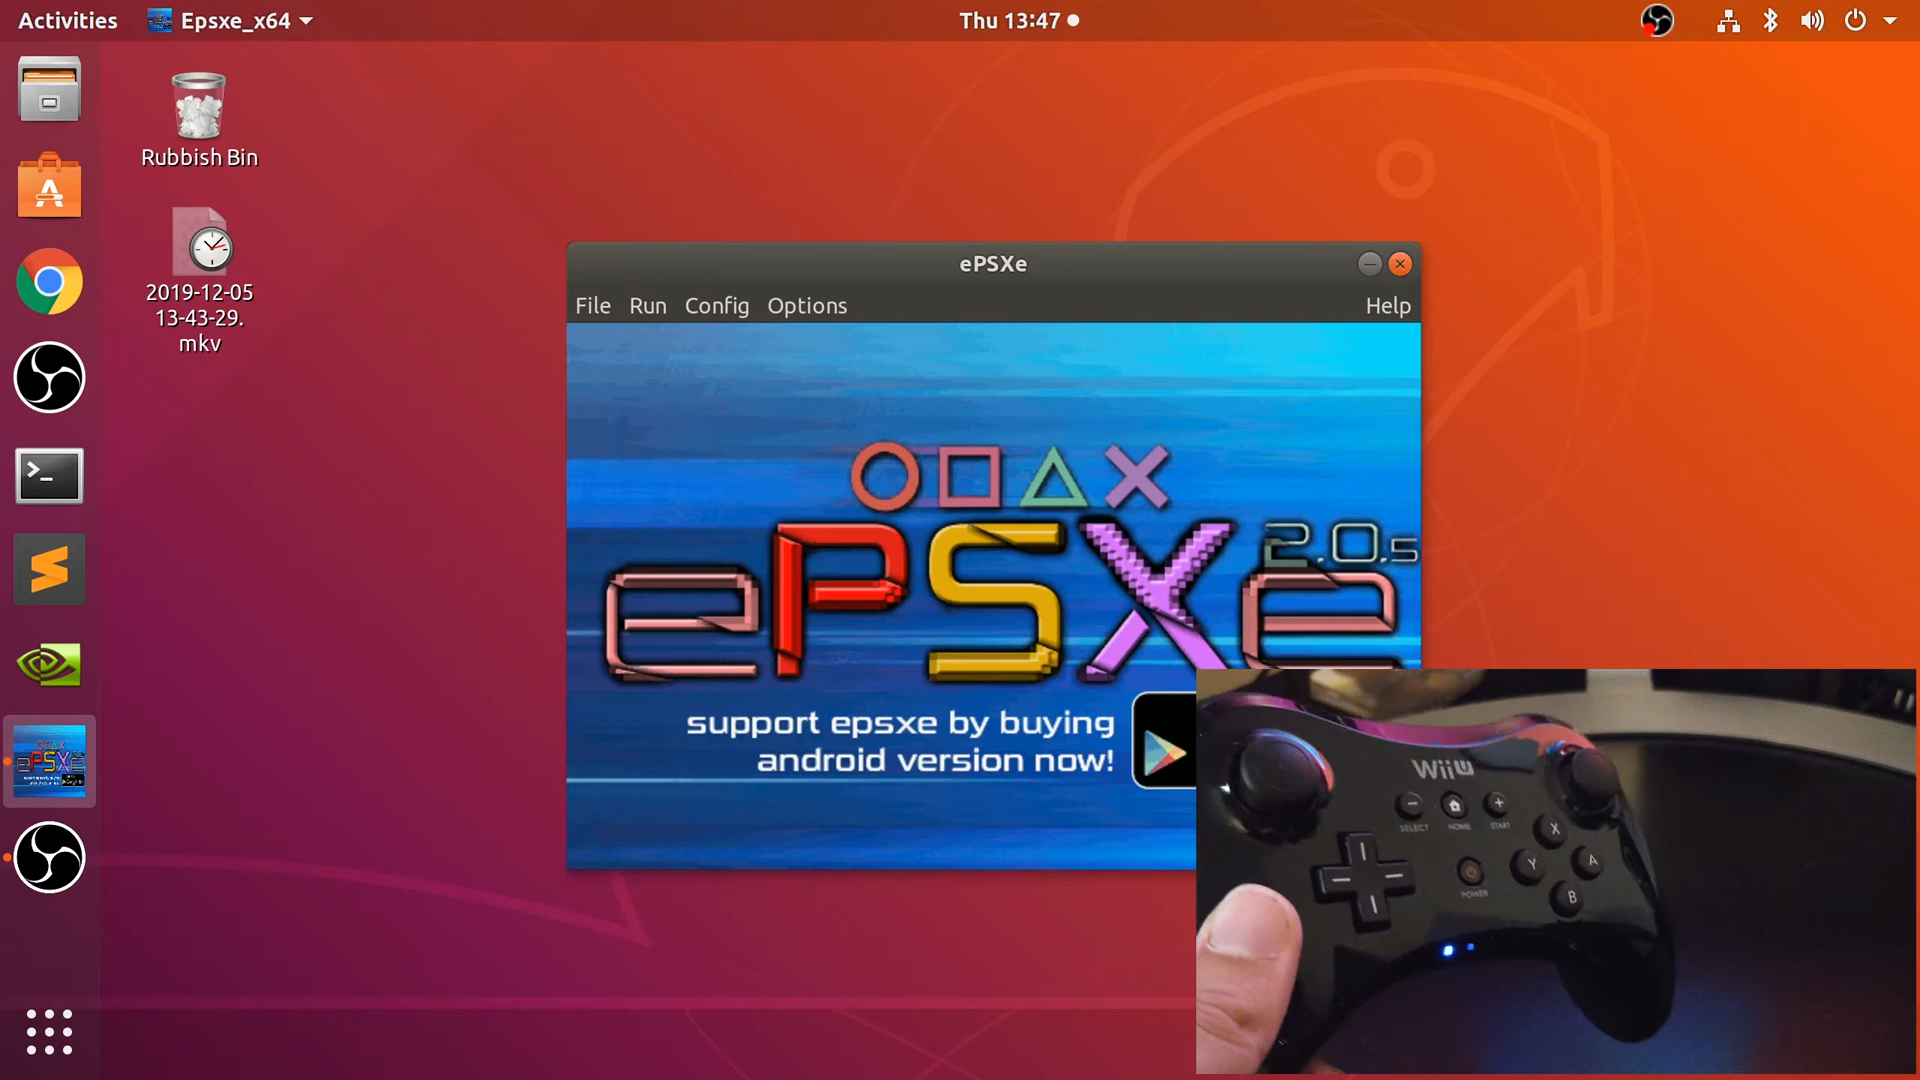 Activities
Epsxe_x64
Thu 13:47
Rubbish Bin
2019-12-05
13-43-29.
mkv
ePSXe
File Run Config Options Help
ePSXe 2.0.5
support epsxe by buying
android version now!
Wii U
SELECT HOME START
POWER
X
Y
A
B